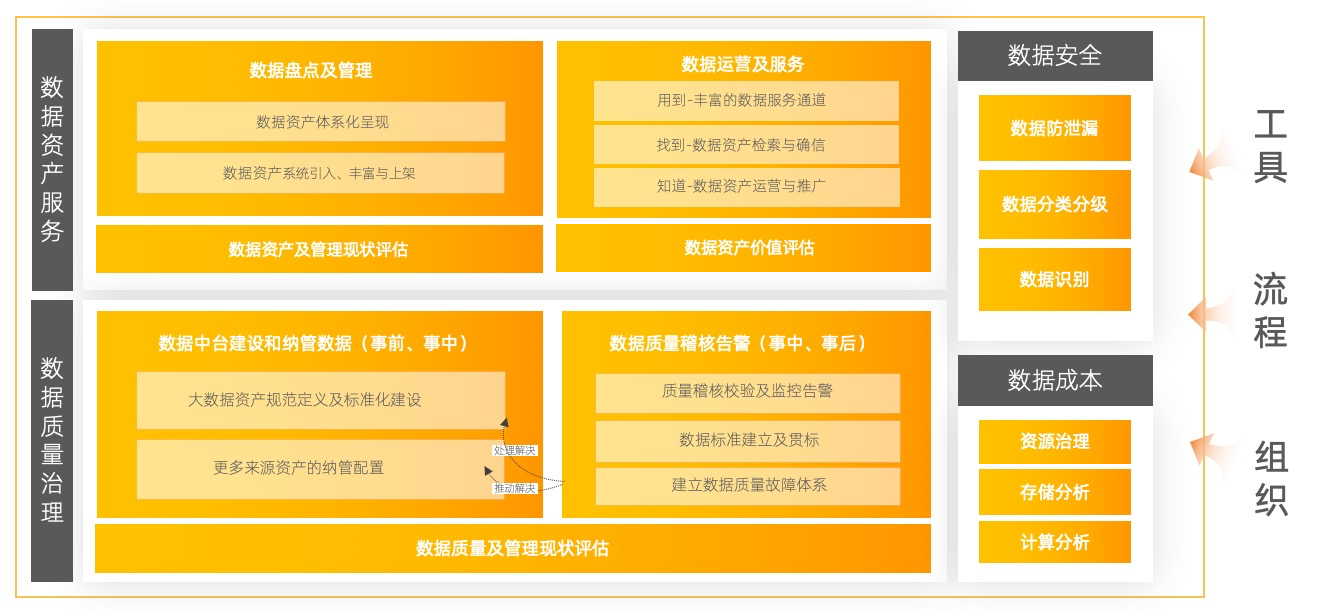 数据资产服务
数据盘点及管理
数据资产体系化呈现
数据资产系统引入、丰富与上架
数据资产及管理现状评估
数据运营及服务
用到-丰富的数据服务通道
找到-数据资产检索与确信
知道-数据资产运营与推广
数据资产价值评估
数据质量治理
数据中台建设和纳管数据（事前、事中）
大数据资产规范定义及标准化建设
更多来源资产的纳管配置
处理解决
推动解决
数据质量稽核告警（事中、事后）
质量稽核校验及监控告警
数据标准建立及贯标
建立数据质量故障体系
数据质量及管理现状评估
数据安全
数据防泄漏
数据分类分级
数据识别
数据成本
资源治理
存储分析
计算分析
工具
流程
组织